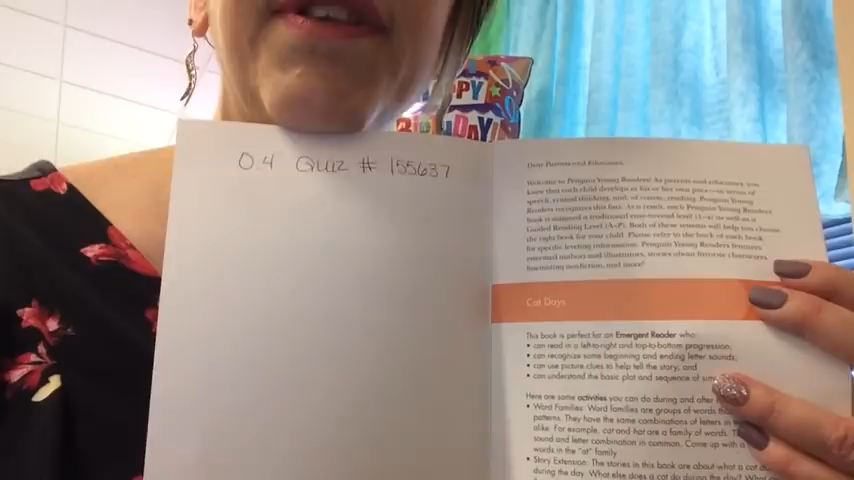 HAPPY
BIRTHDAY
0.4 QUIZ # 155637
Dear Parents and Educators,
Welcome to Penguin Young Readers! As parents and educators, you
know that each child develops at his or her own pace—in terms of
speech, critical thinking, and, of course, reading. Penguin Young
Readers recognizes this fact. As a result, each Penguin Young Readers
book is assigned a traditional easy-to-read level (1–4) as well as a
Guided Reading Level (A–P). Both of these systems will help you choose
the right book for your child. Please refer to the back of each book
for specific leveling information. Penguin Young Readers features
esteemed authors and illustrators, stories about favorite characters,
fascinating nonfiction, and more!
Cat Days
This book is perfect for an Emergent Reader who:
• can read in a left-to-right and top-to-bottom progression;
• can recognize some beginning and ending letter sounds;
• can use picture clues to help tell the story; and
• can understand the basic plot and sequence of
Here are some activities you can do during and after
• Word Families: Word families are groups of words
patterns. They have the same combinations of letters in
alike. For example, cat and hat are a family of words.
sound and letter combination in common. Come up with
words in the "at" family.
• Story Extension: The stories in this book are about what a cat
during the day. What else does a cat do during the day? What